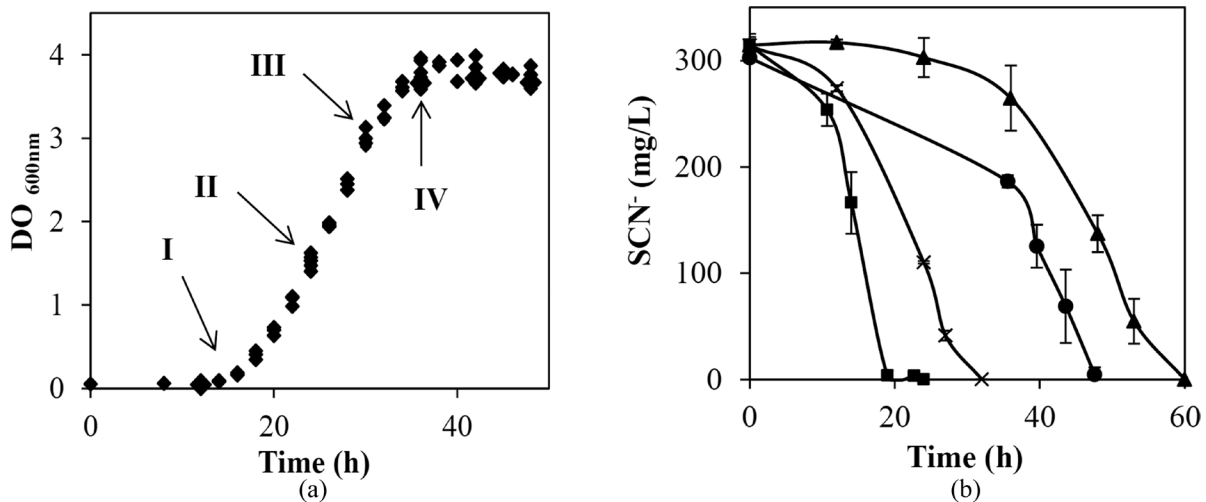 4
3
2
1
0
DO 600nm
I
II
III
IV
0 20 40
Time (h)
(a)
300
200
100
0
SCN⁻ (mg/L)
0 20 40 60
Time (h)
(b)